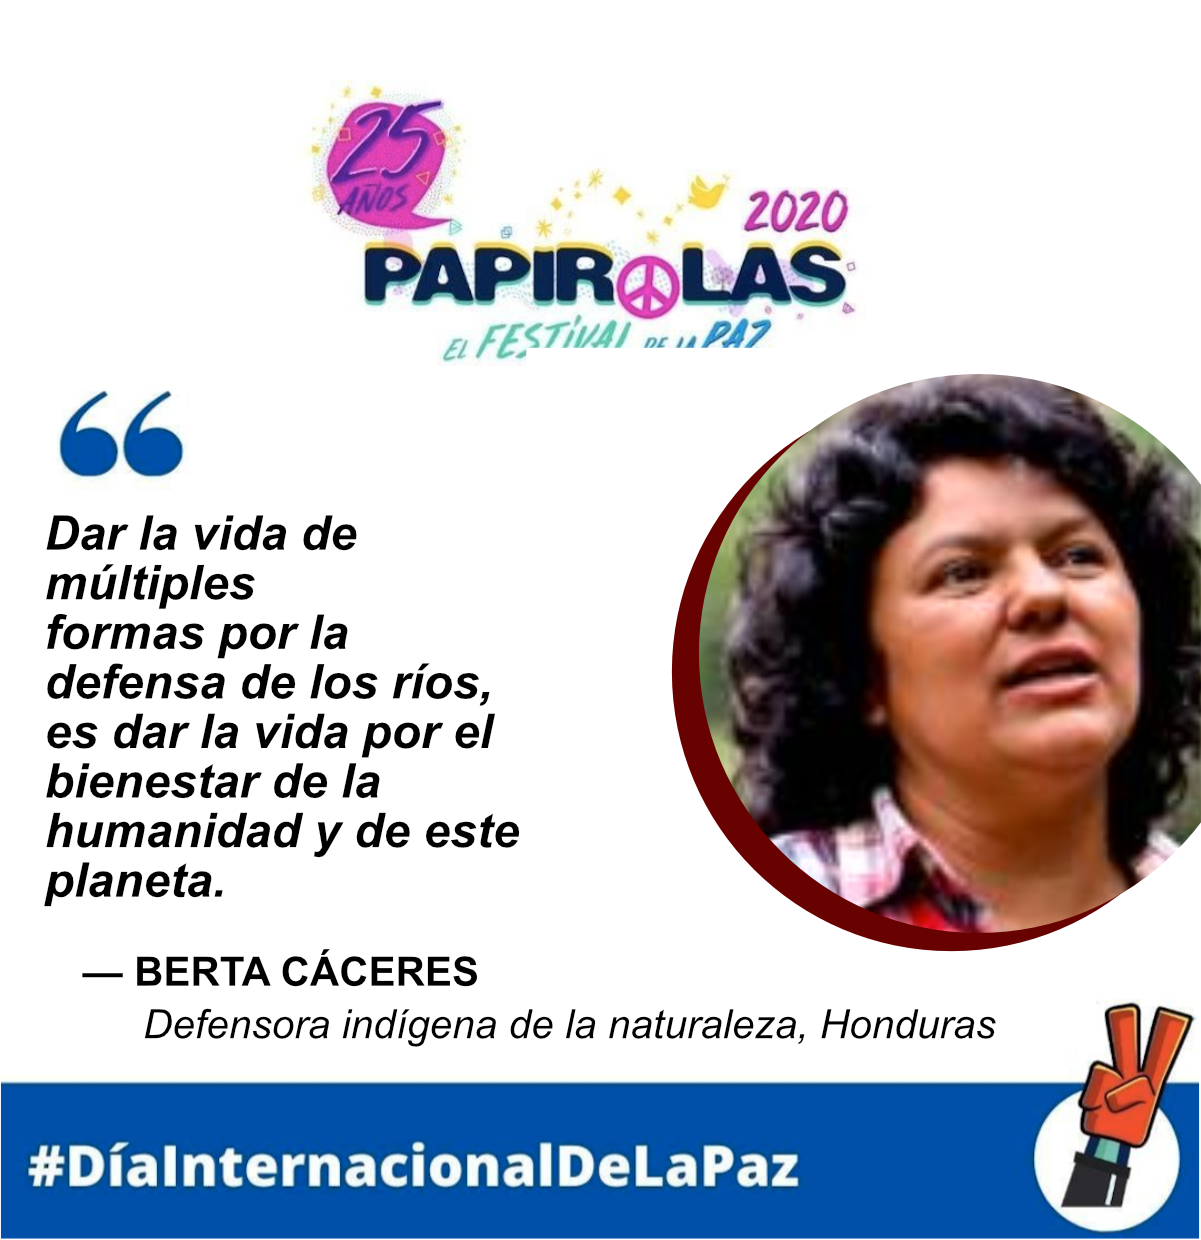 25
AÑOS
2020
PAPIROLAS
EL FESTIVAL DE LA PAZ
Dar la vida de
múltiples
formas por la
defensa de los ríos,
es dar la vida por el
bienestar de la
humanidad y de este
planeta.
— BERTA CÁCERES
Defensora indígena de la naturaleza, Honduras
#DíaInternacionalDeLaPaz